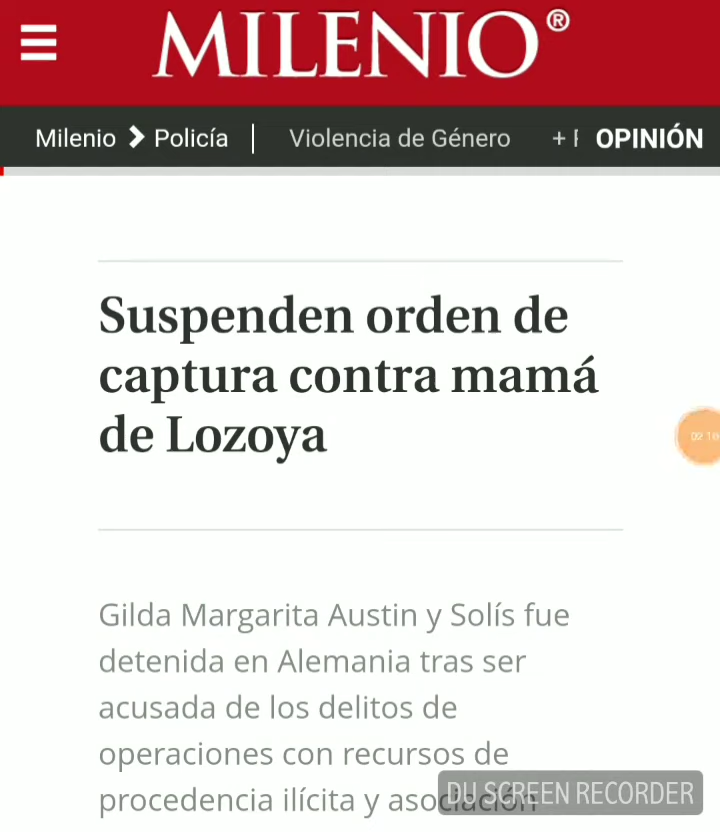 MILENIO®
Milenio > Policía | Violencia de Género + OPINIÓN
Suspenden orden de
captura contra mamá
de Lozoya
Gilda Margarita Austin y Solís fue
detenida en Alemania tras ser
acusada de los delitos de
operaciones con recursos de
procedencia ilícita y asociación
DU SCREEN RECORDER